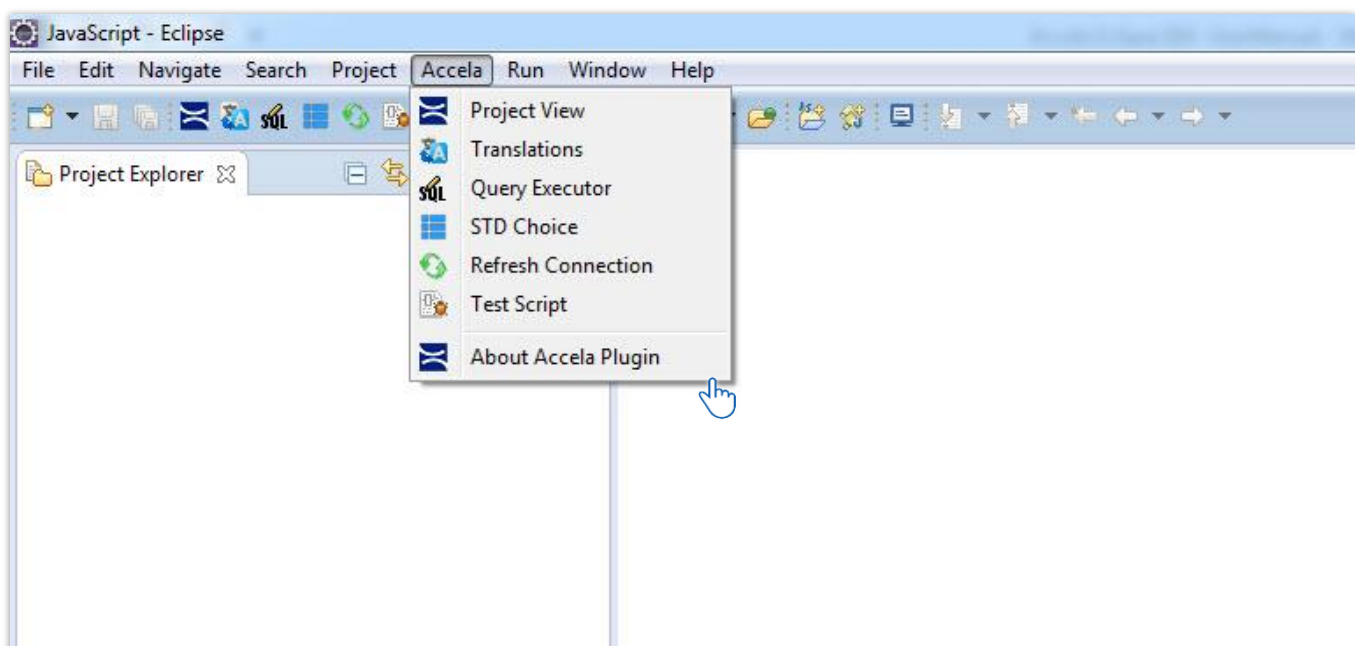 JavaScript - Eclipse
File Edit Navigate Search Project Accela Run Window Help
Project Explorer
Project View
Translations
SQL Query Executor
STD Choice
Refresh Connection
Test Script
About Accela Plugin